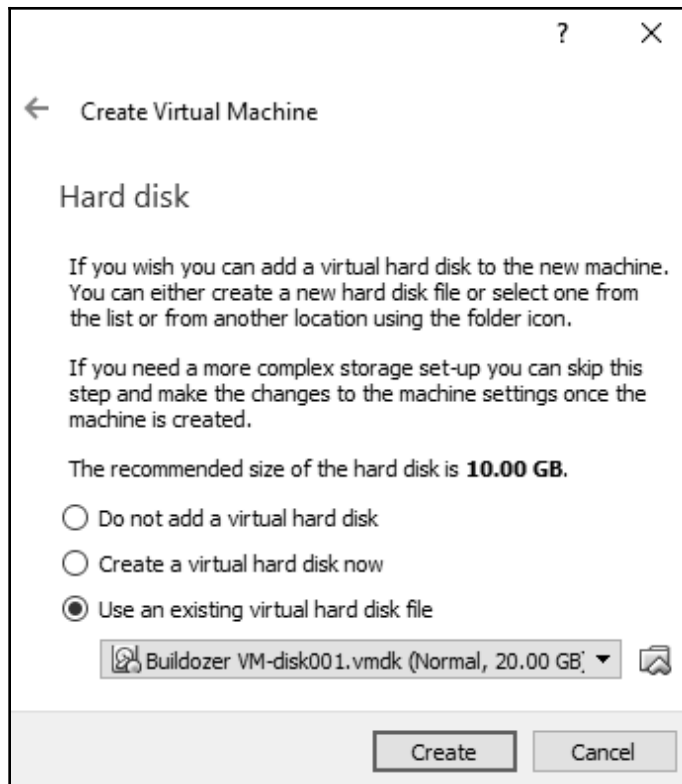 ?
Create Virtual Machine
Hard disk
If you wish you can add a virtual hard disk to the new machine.
You can either create a new hard disk file or select one from
the list or from another location using the folder icon.
If you need a more complex storage set-up you can skip this
step and make the changes to the machine settings once the
machine is created.
The recommended size of the hard disk is 10.00 GB.
Do not add a virtual hard disk
Create a virtual hard disk now
Use an existing virtual hard disk file
Buildozer VM-disk001.vmdk (Normal, 20.00 GB)
Create Cancel